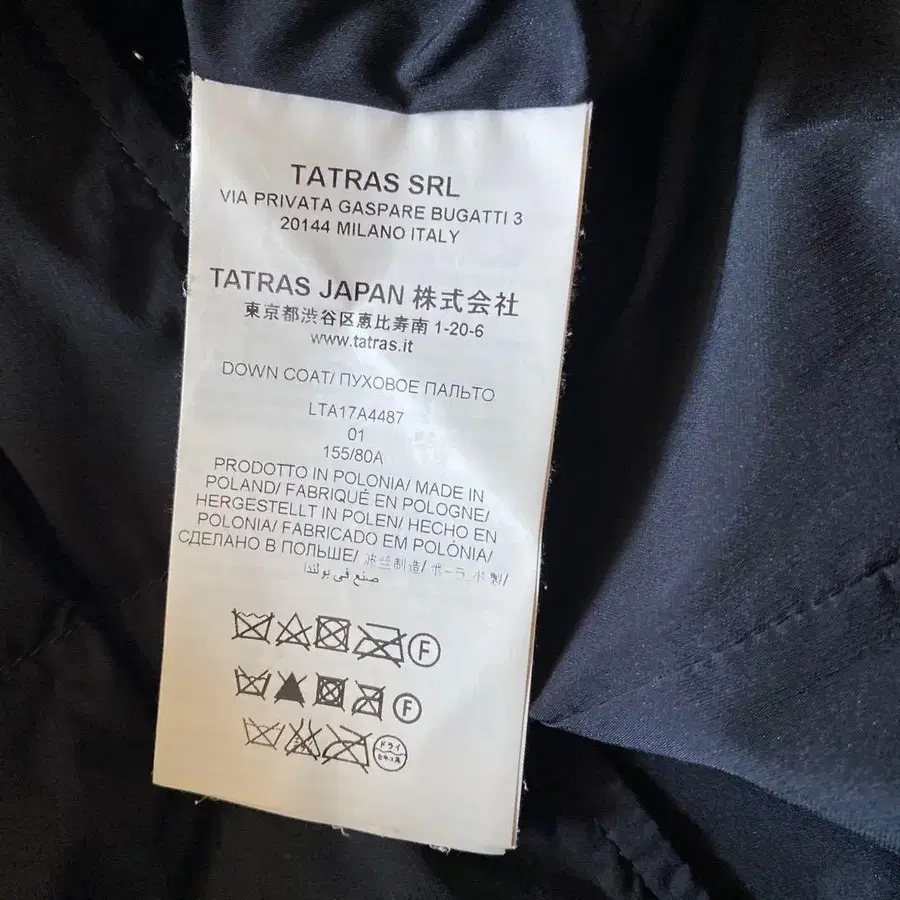 TATRAS SRL
VIA PRIVATA GASPARE BUGATTI 3
20144 MILANO ITALY
TATRAS JAPAN 株式会社
東京都渋谷区恵比寿南 1-20-6
www.tatras.it
DOWN COAT/ ПУХОВОЕ ПАЛЬТО
LTA17A4487
01
155/80A
PRODOTTO IN POLONIA/ MADE IN
POLAND/ FABRIQUÉ EN POLOGNE/
HERGESTELLT IN POLEN/ HECHO EN
POLONIA/ FABRICADO EM POLÓNIA/
СДЕЛАНО В ПОЛЬШЕ/ 波兰制造/ ポーランド製/
صنع في بولندا
F
F
ドライ
セキユ系